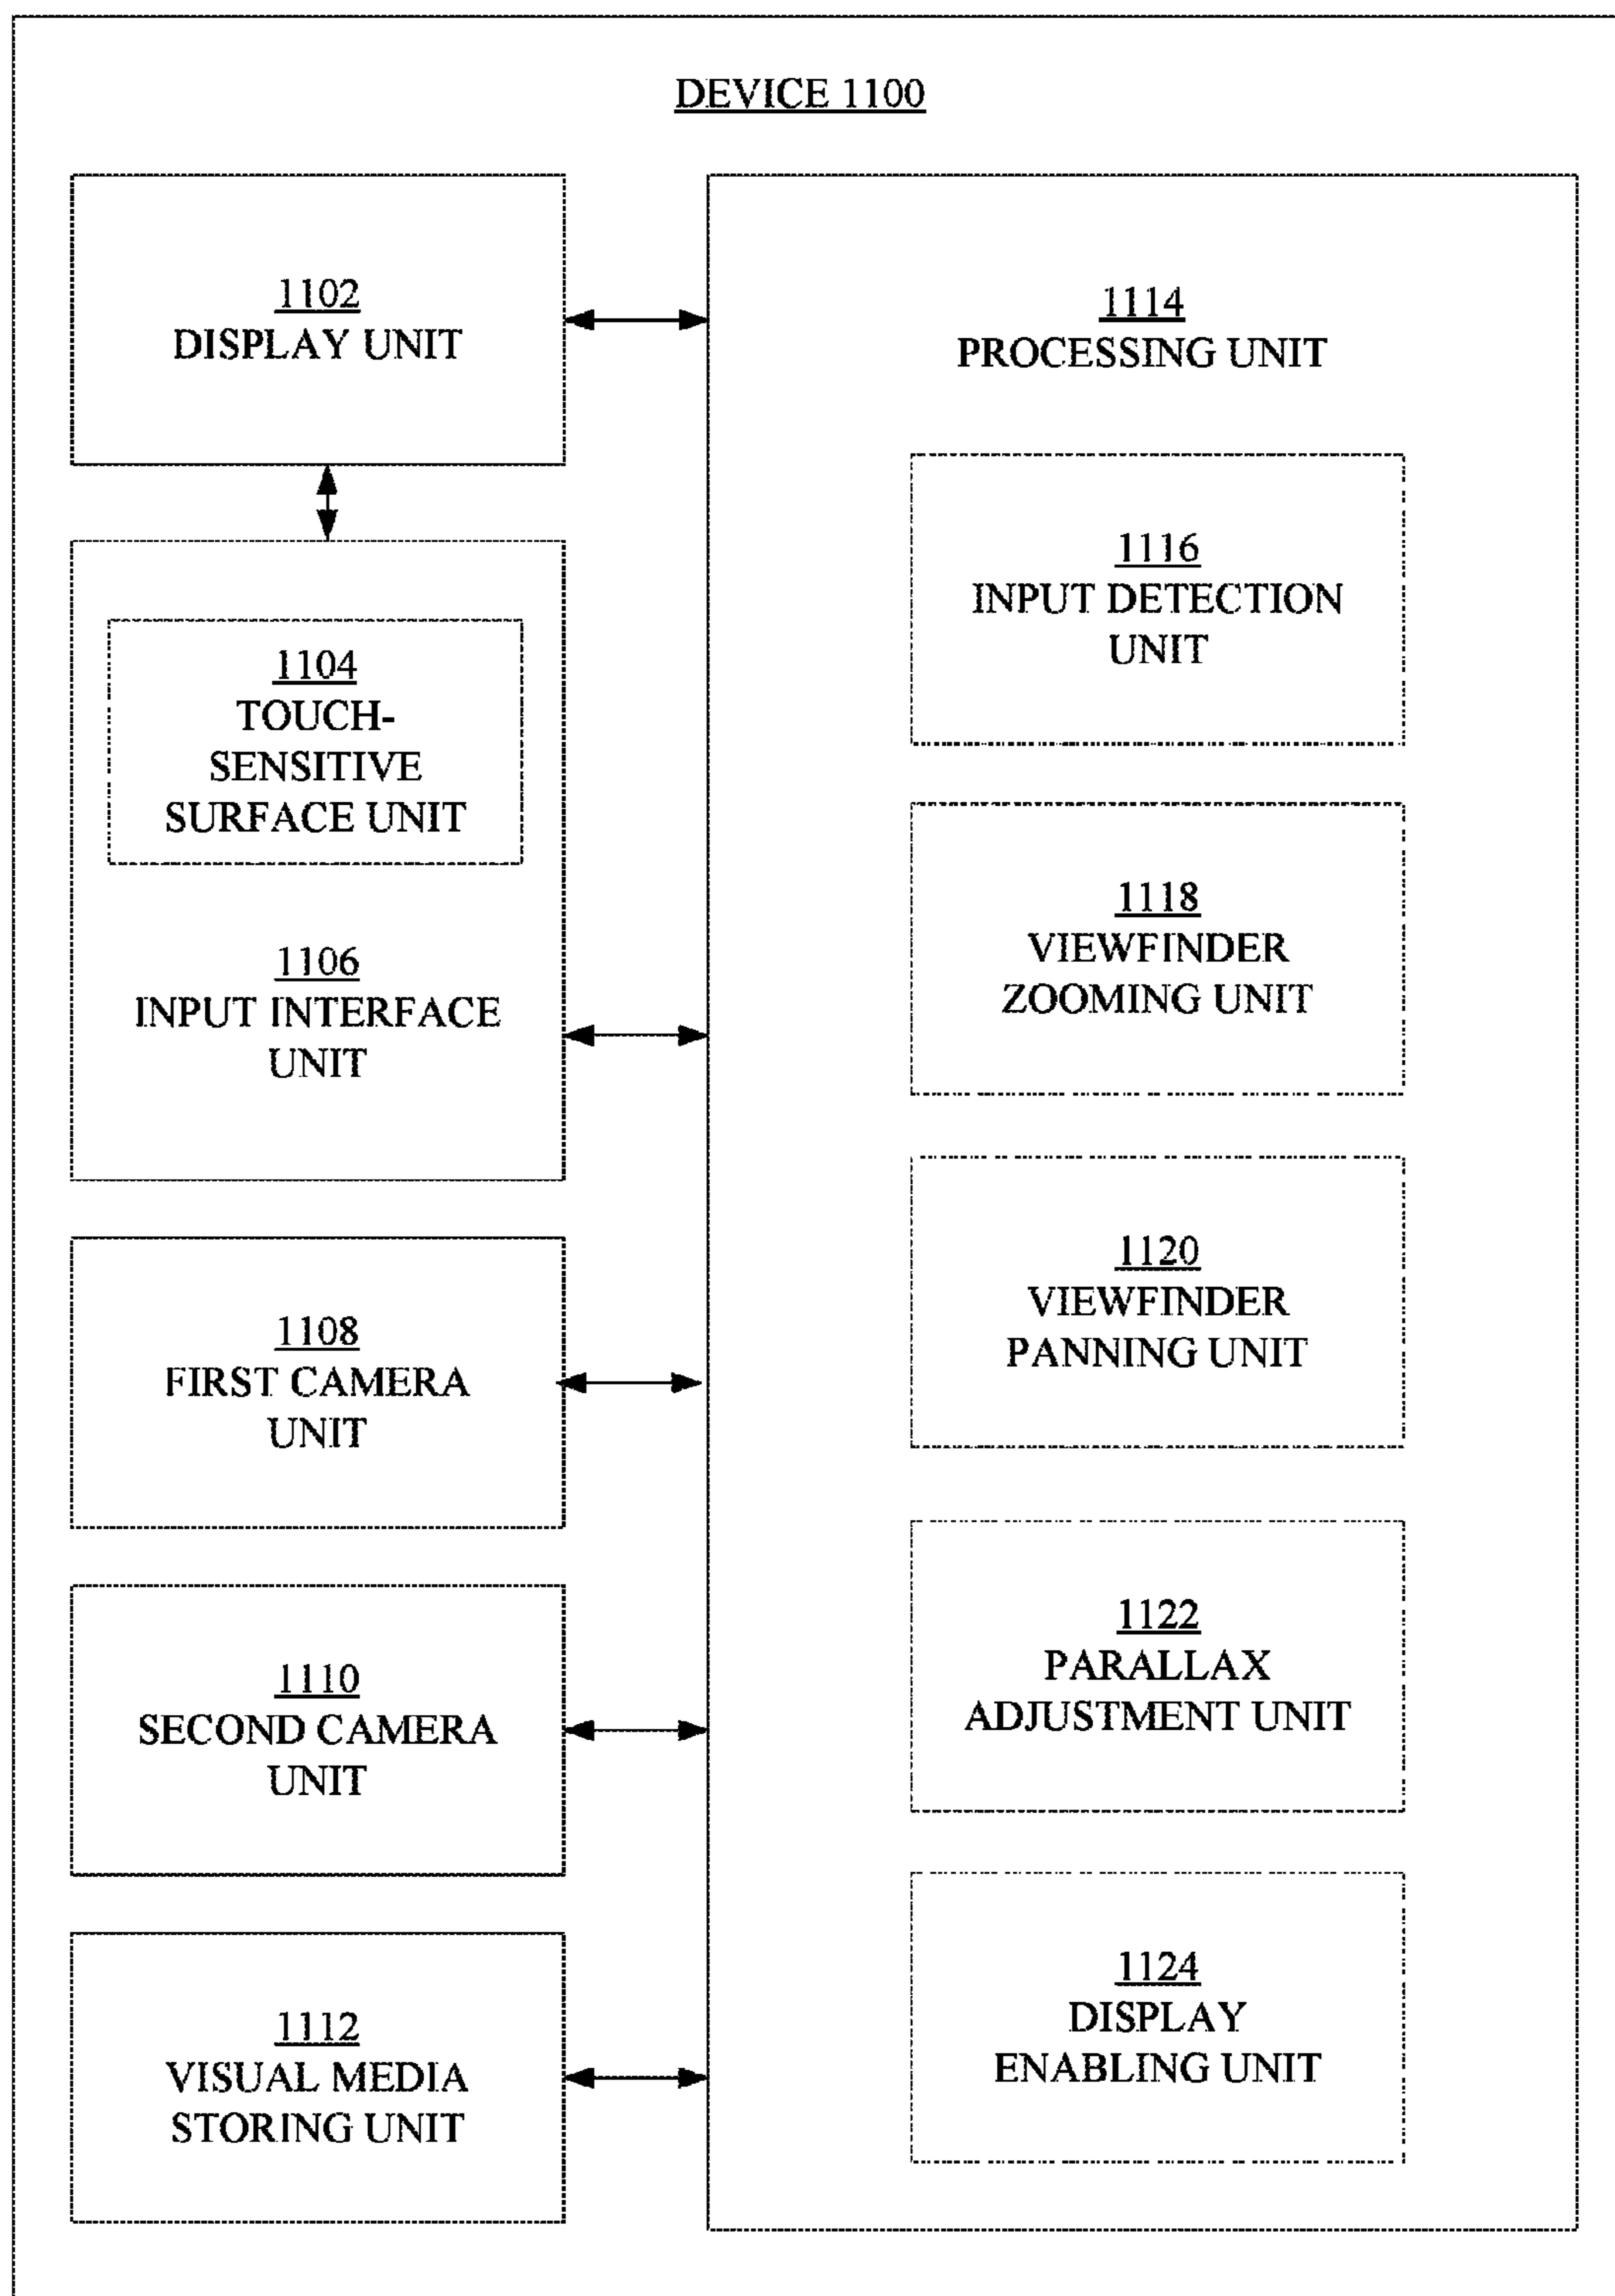 DEVICE 1100
1102
DISPLAY UNIT
1104
TOUCH-
SENSITIVE
SURFACE UNIT
1106
INPUT INTERFACE
UNIT
1108
FIRST CAMERA
UNIT
1110
SECOND CAMERA
UNIT
1112
VISUAL MEDIA
STORING UNIT
1114
PROCESSING UNIT
1116
INPUT DETECTION
UNIT
1118
VIEWFINDER
ZOOMING UNIT
1120
VIEWFINDER
PANNING UNIT
1122
PARALLAX
ADJUSTMENT UNIT
1124
DISPLAY
ENABLING UNIT